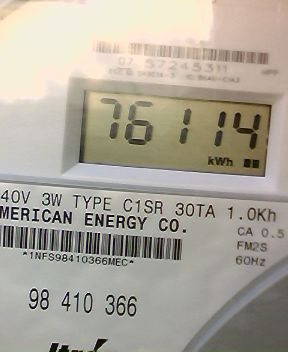 07 57245311
76114
kWh
40V 3W TYPE C1SR 30TA 1.0Kh
MERICAN ENERGY CO.
CA 0.5
FM2S
60Hz
*1NFS98410366MEC*
98 410 366